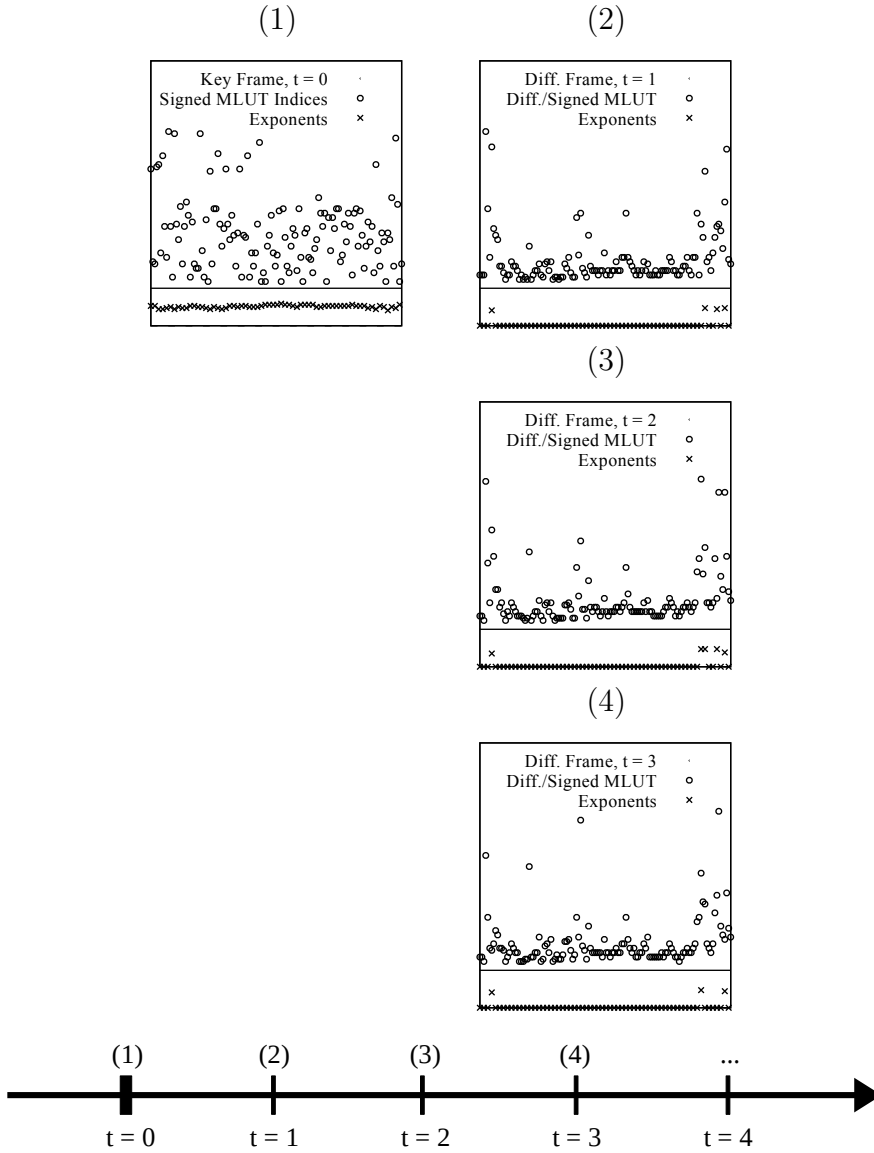 (1)
(2)
Key Frame, t = 0
Signed MLUT Indices
Exponents
Diff. Frame, t = 1
Diff./Signed MLUT
Exponents
(3)
Diff. Frame, t = 2
Diff./Signed MLUT
Exponents
(4)
Diff. Frame, t = 3
Diff./Signed MLUT
Exponents
(1) (2) (3) (4) ...
t = 0 t = 1 t = 2 t = 3 t = 4